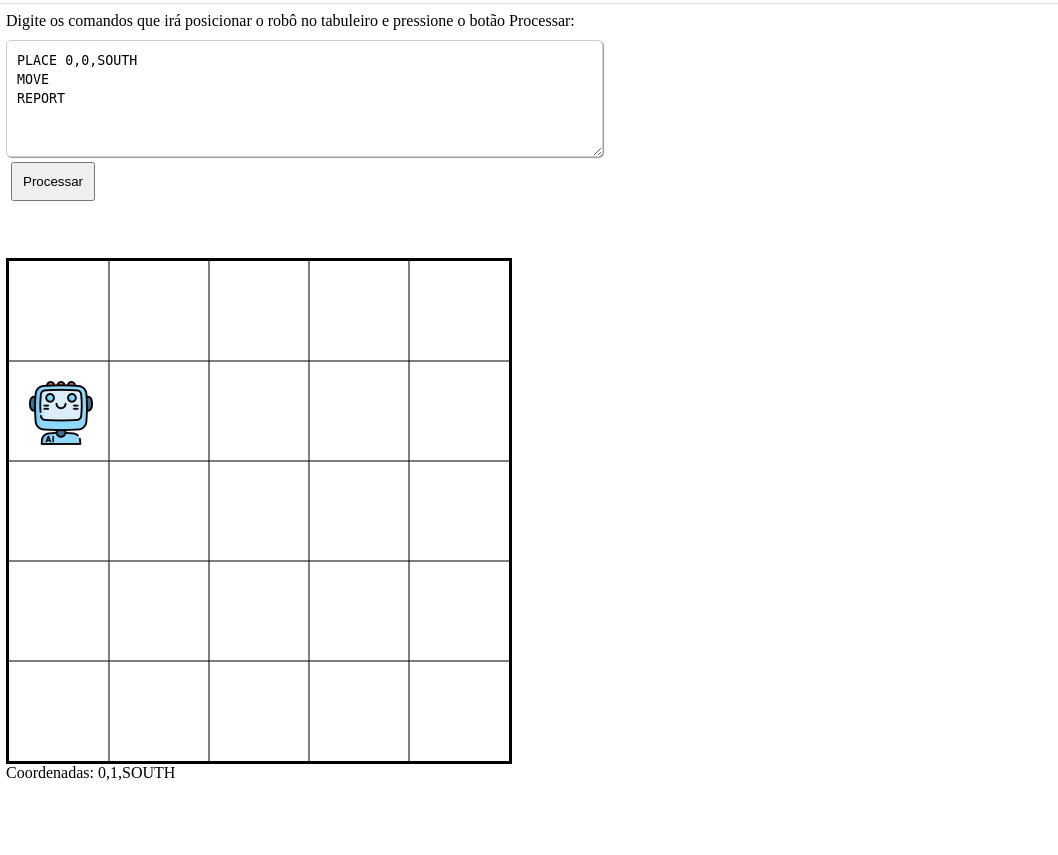 Digite os comandos que irá posicionar o robô no tabuleiro e pressione o botão Processar:
PLACE 0,0,SOUTH
MOVE
REPORT
Processar
AI
Coordenadas: 0,1,SOUTH